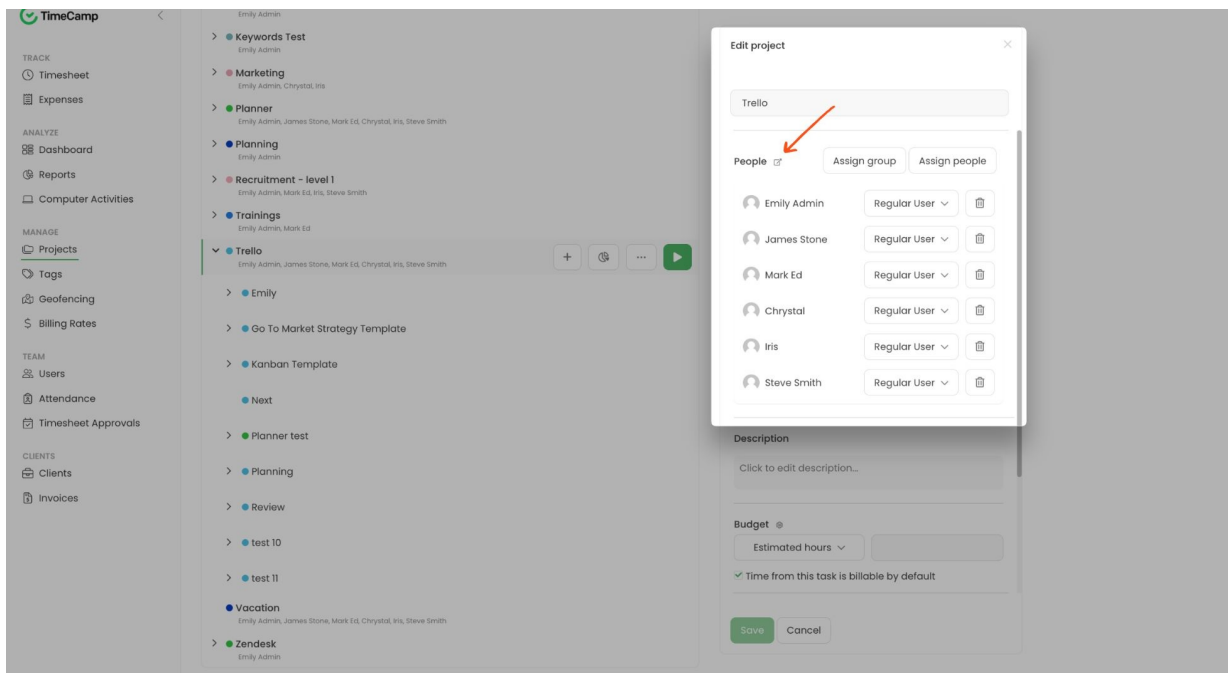 TimeCamp
TRACK
Timesheet
Expenses
ANALYZE
Dashboard
Reports
Computer Activities
MANAGE
Projects
Tags
Geofencing
Billing Rates
TEAM
Users
Attendance
Timesheet Approvals
CLIENTS
Clients
Invoices
Emily Admin
Keywords Test
Emily Admin
Marketing
Emily Admin, Chrystal, Iris
Planner
Emily Admin, James Stone, Mark Ed, Chrystal, Iris, Steve Smith
Planning
Emily Admin
Recruitment - level 1
Emily Admin, Mark Ed, Iris, Steve Smith
Trainings
Emily Admin, Mark Ed
Trello
Emily Admin, James Stone, Mark Ed, Chrystal, Iris, Steve Smith
Emily
Go To Market Strategy Template
Kanban Template
Next
Planner test
Planning
Review
test 10
test 11
Vacation
Emily Admin, James Stone, Mark Ed, Chrystal, Iris, Steve Smith
Zendesk
Emily Admin
Edit project
Trello
People Assign group Assign people
Emily Admin Regular User
James Stone Regular User
Mark Ed Regular User
Chrystal Regular User
Iris Regular User
Steve Smith Regular User
Description
Click to edit description...
Budget
Estimated hours
Time from this task is billable by default
Save Cancel